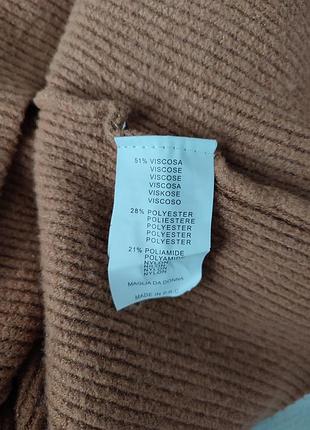 51% VISCOSA
VISCOSE
VISCOSE
VISCOSA
VISKOSE
VISCOSO
28% POLYESTER
POLIESTERE
POLYESTER
POLYESTER
POLYESTER
21% POLIAMIDE
POLYAMIDE
NYLON
NYLON
NYLON
MAGLIA DA DONNA
MADE IN P.R.C